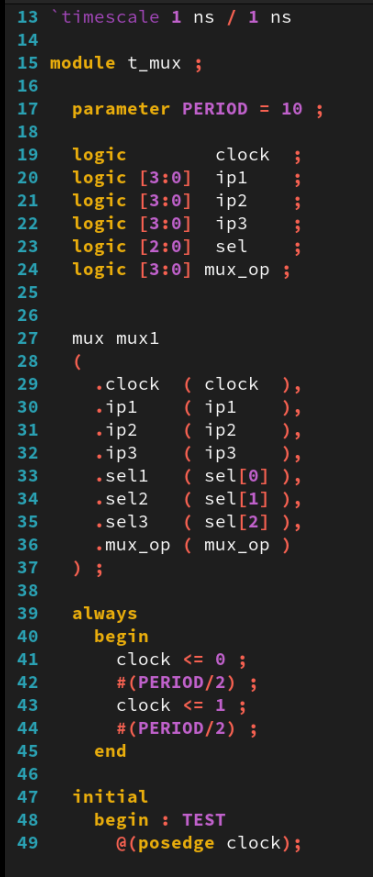 13 `timescale 1 ns / 1 ns
14
15 module t_mux ;
16
17   parameter PERIOD = 10 ;
18
19   logic        clock  ;
20   logic [3:0]  ip1    ;
21   logic [3:0]  ip2    ;
22   logic [3:0]  ip3    ;
23   logic [2:0]  sel    ;
24   logic [3:0] mux_op ;
25
26
27   mux mux1
28   (
29     .clock  ( clock  ),
30     .ip1    ( ip1    ),
31     .ip2    ( ip2    ),
32     .ip3    ( ip3    ),
33     .sel1   ( sel[0] ),
34     .sel2   ( sel[1] ),
35     .sel3   ( sel[2] ),
36     .mux_op ( mux_op )
37   ) ;
38
39   always
40     begin
41       clock <= 0 ;
42       #(PERIOD/2) ;
43       clock <= 1 ;
44       #(PERIOD/2) ;
45     end
46
47   initial
48     begin : TEST
49       @(posedge clock);